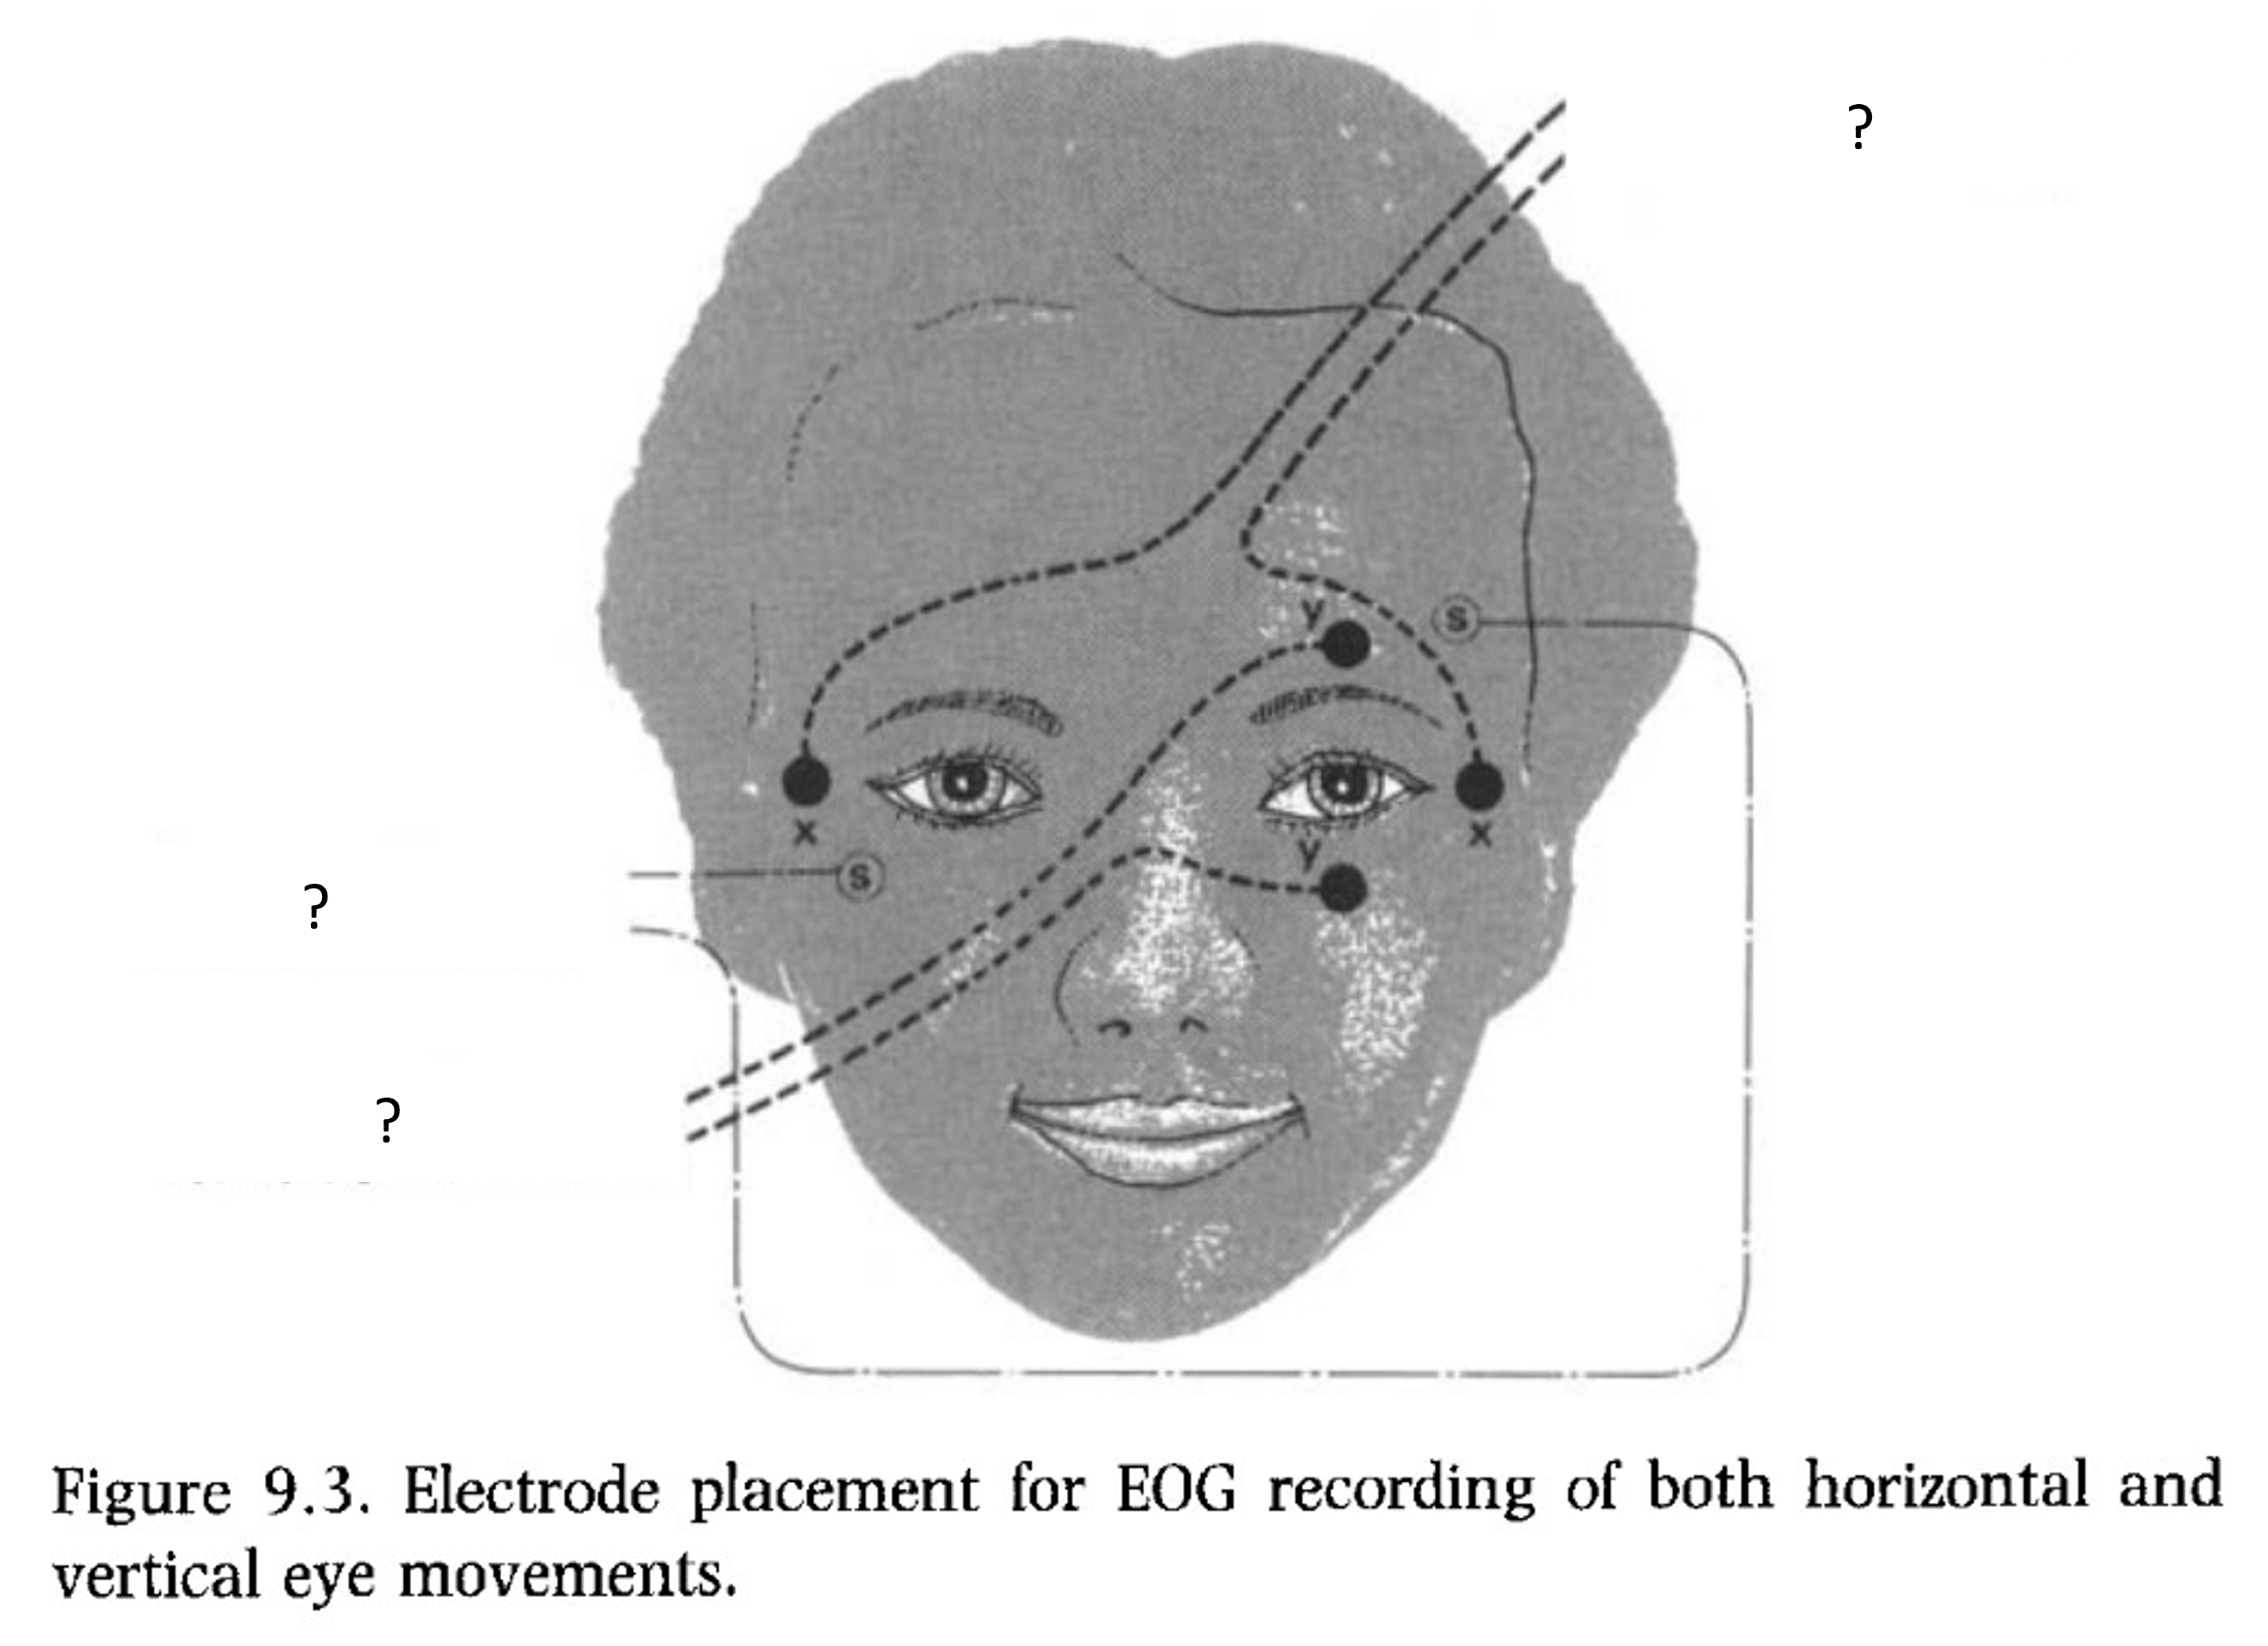 ?
y
S
x
x
y
?
S
?
Figure 9.3. Electrode placement for EOG recording of both horizontal and
vertical eye movements.